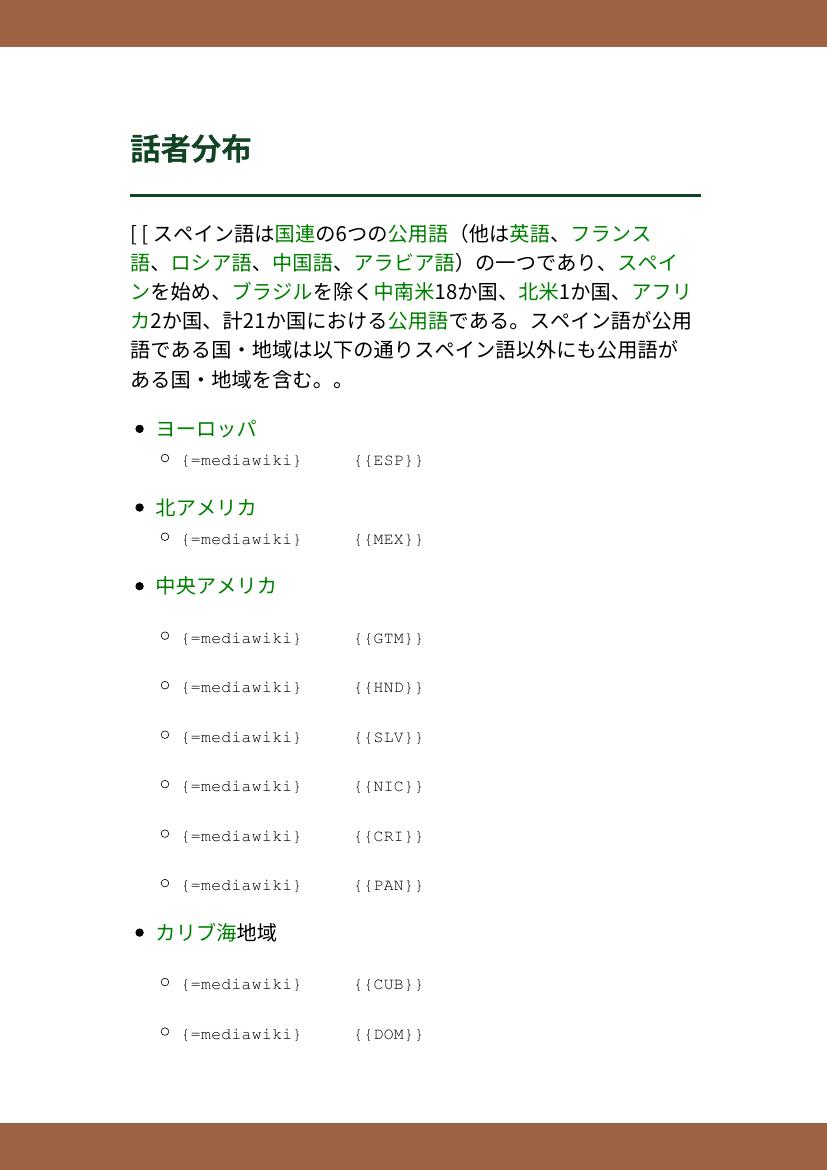 話者分布
[ [ スペイン語は国連の6つの公用語（他は英語、フランス
語、ロシア語、中国語、アラビア語）の一つであり、スペイ
ンを始め、ブラジルを除く中南米18か国、北米1か国、アフリ
カ2か国、計21か国における公用語である。スペイン語が公用
語である国・地域は以下の通りスペイン語以外にも公用語が
ある国・地域を含む。。
• ヨーロッパ
○ {=mediawiki} {{ESP}}
• 北アメリカ
○ {=mediawiki} {{MEX}}
• 中央アメリカ
○ {=mediawiki} {{GTM}}
○ {=mediawiki} {{HND}}
○ {=mediawiki} {{SLV}}
○ {=mediawiki} {{NIC}}
○ {=mediawiki} {{CRI}}
○ {=mediawiki} {{PAN}}
• カリブ海地域
○ {=mediawiki} {{CUB}}
○ {=mediawiki} {{DOM}}